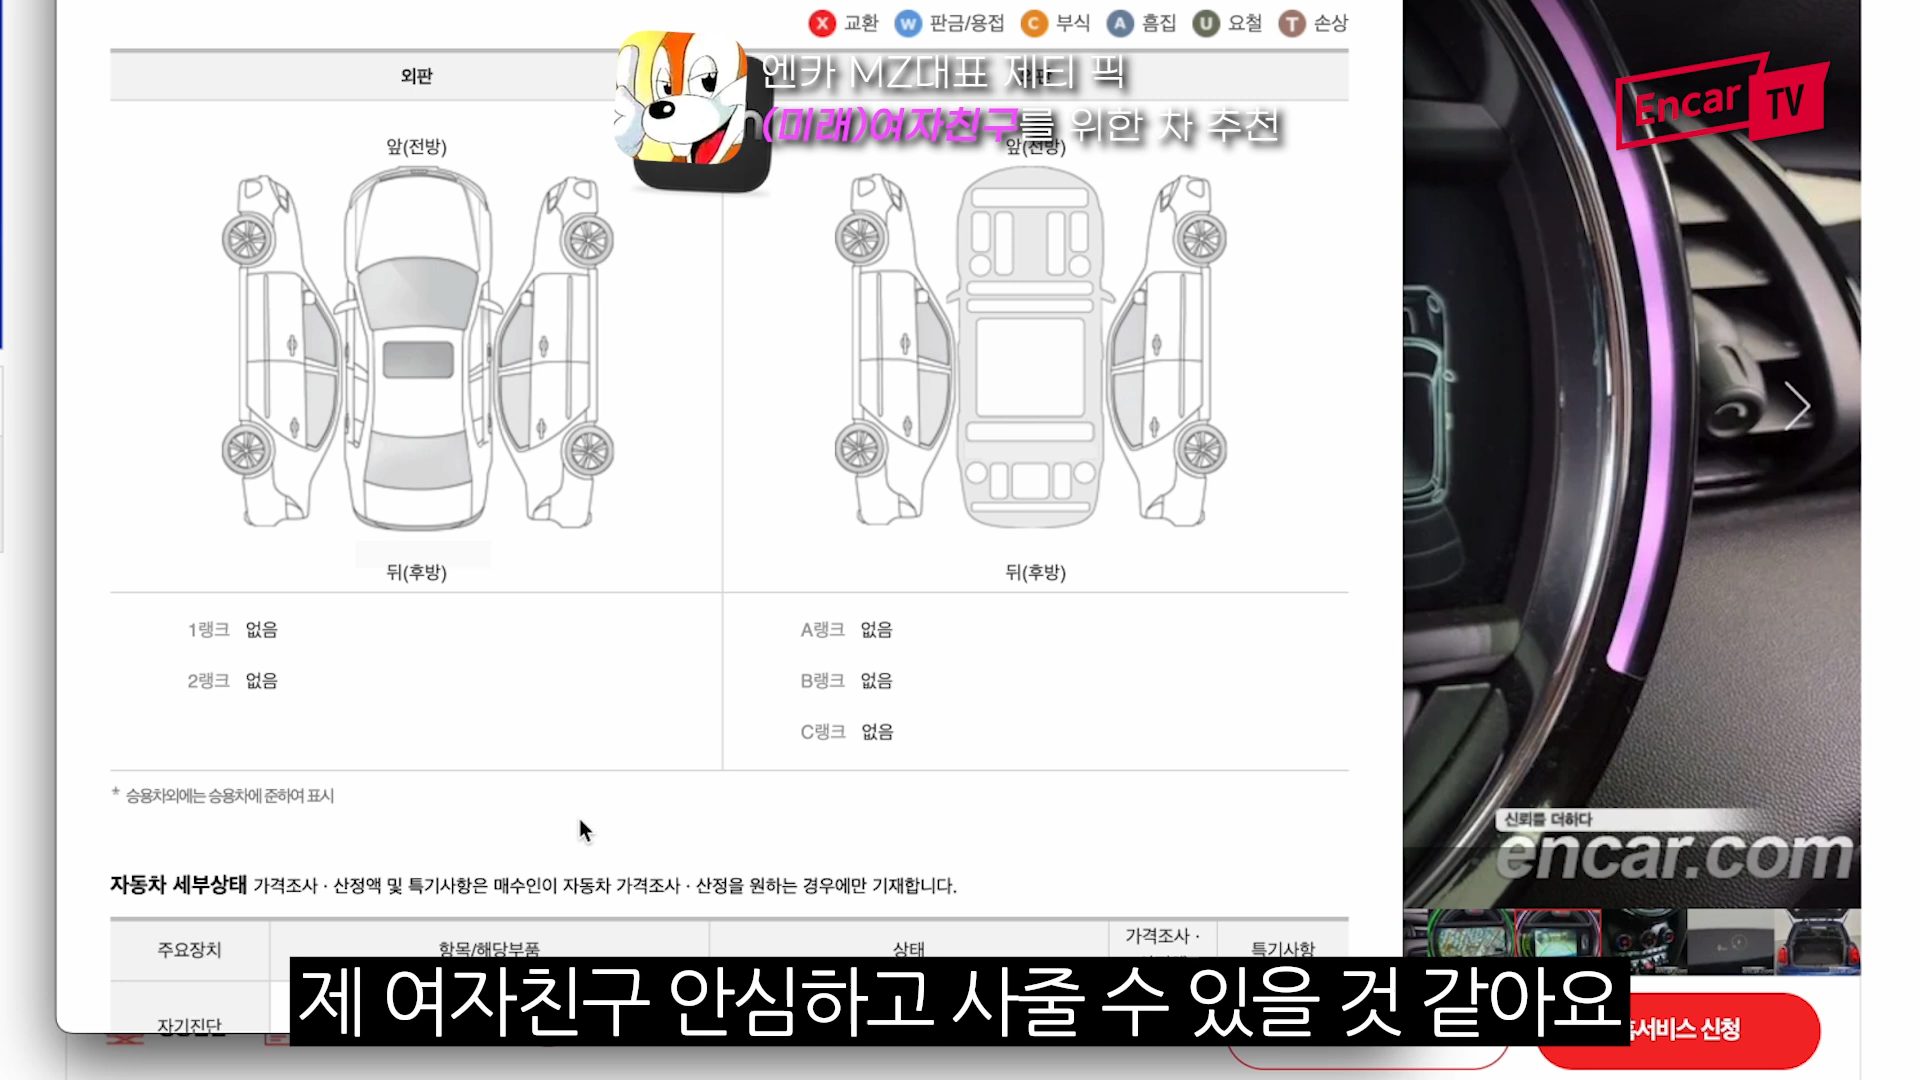 X 교환 W 판금/용접 C 부식 A 흠집 U 요철 T 손상
외판
엔카 MZ대표 제티 픽
(미래)여자친구를 위한 차 추천
Encar TV
앞(전방)
앞(전방)
뒤(후방)
뒤(후방)
1랭크 없음
2랭크 없음
A랭크 없음
B랭크 없음
C랭크 없음
* 승용차외에는 승용차에 준하여 표시
신뢰를 더하다
encar.com
자동차 세부상태 가격조사 · 산정액 및 특기사항은 매수인이 자동차 가격조사 · 산정을 원하는 경우에만 기재합니다.
주요장치 항목/해당부품 상태 가격조사 · 특기사항
자기진단
제 여자친구 안심하고 사줄 수 있을 것 같아요
서비스 신청